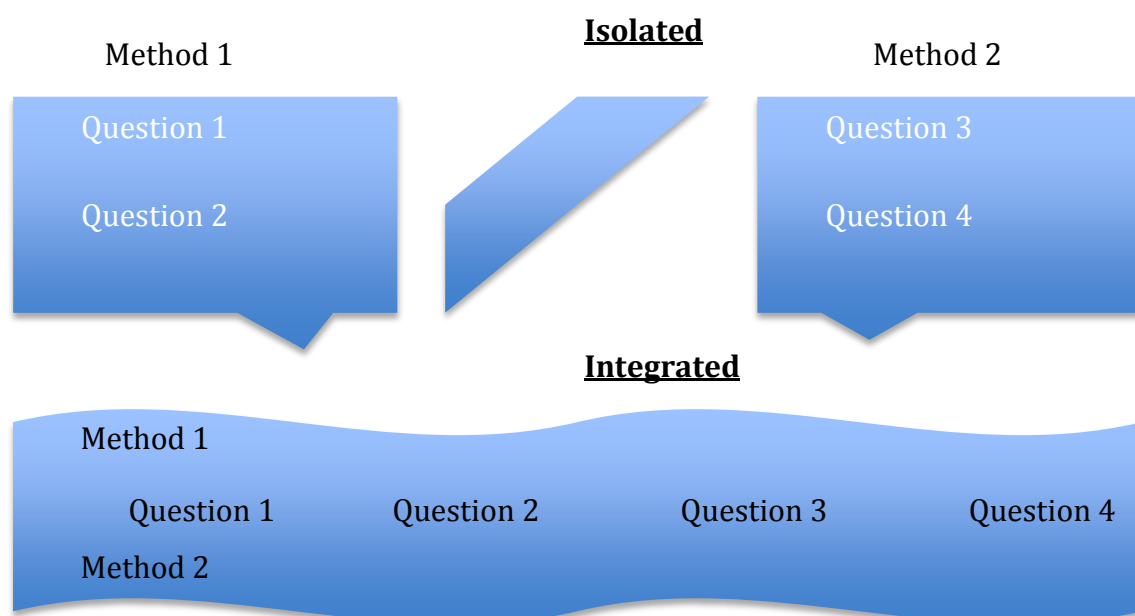 Isolated
Method 1
Method 2
Question 1
Question 3
Question 2
Question 4
Integrated
Method 1
Question 1
Question 2
Question 3
Question 4
Method 2